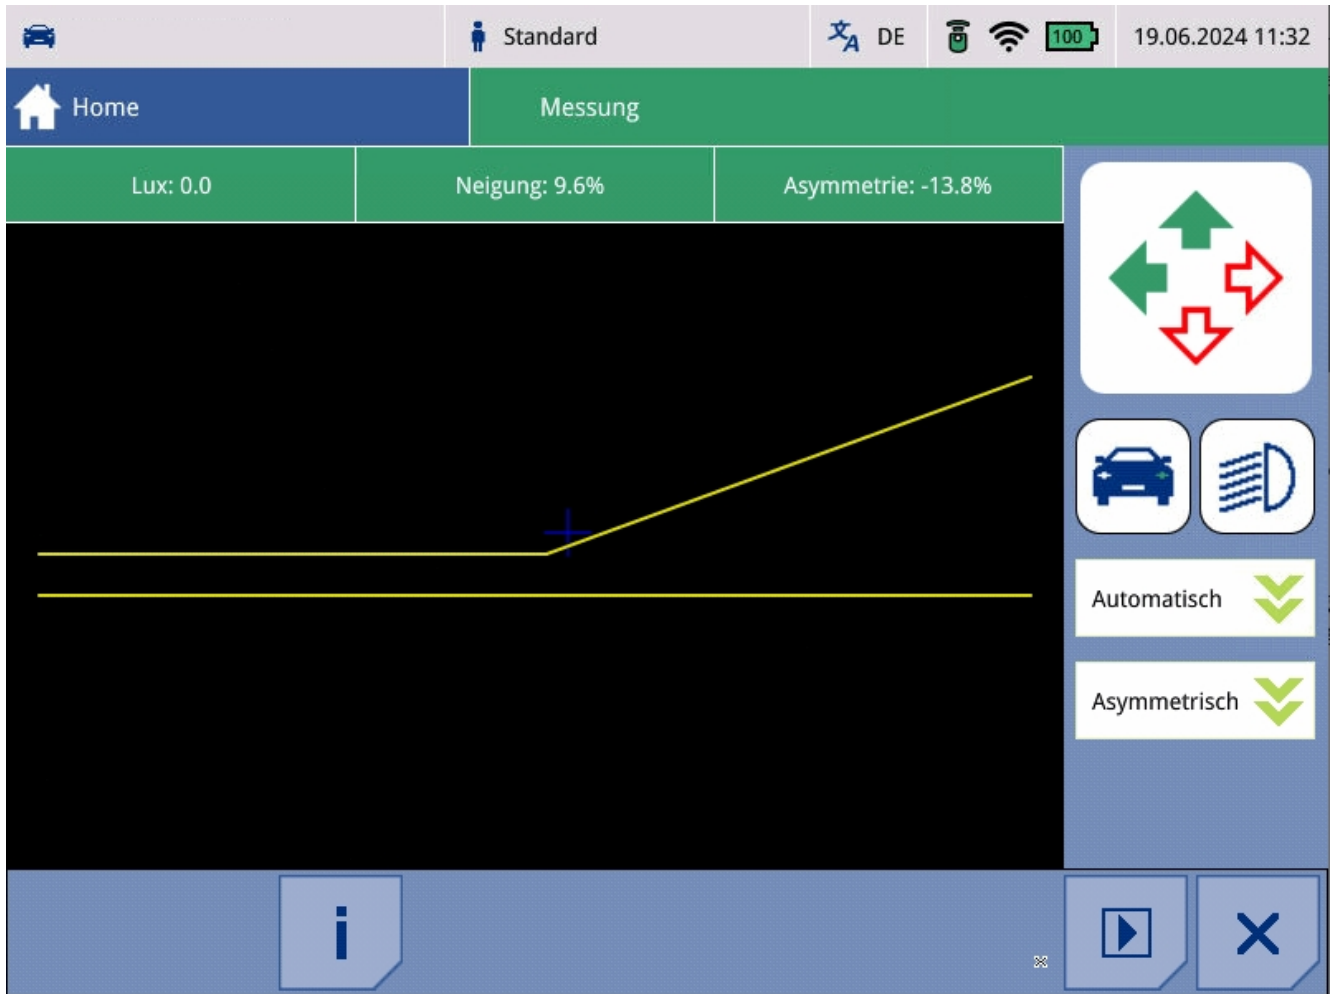 Standard
DE
100
19.06.2024 11:32
Home
Messung
Lux: 0.0
Neigung: 9.6%
Asymmetrie: -13.8%
Automatisch
Asymmetrisch
i